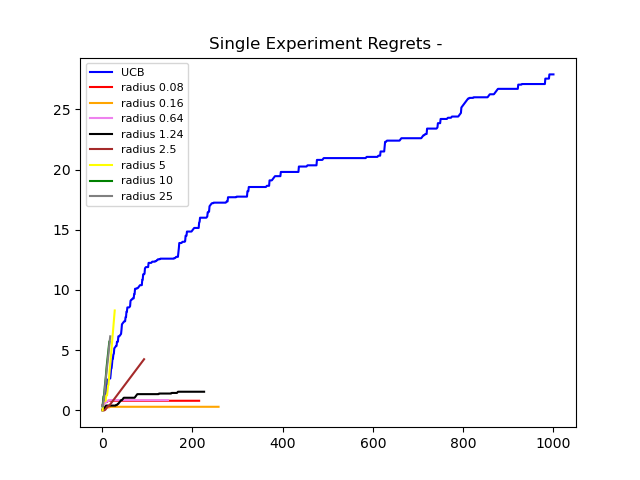 Single Experiment Regrets -
UCB
radius 0.08
radius 0.16
radius 0.64
radius 1.24
radius 2.5
radius 5
radius 10
radius 25
25
20
15
10
5
0
0 200 400 600 800 1000